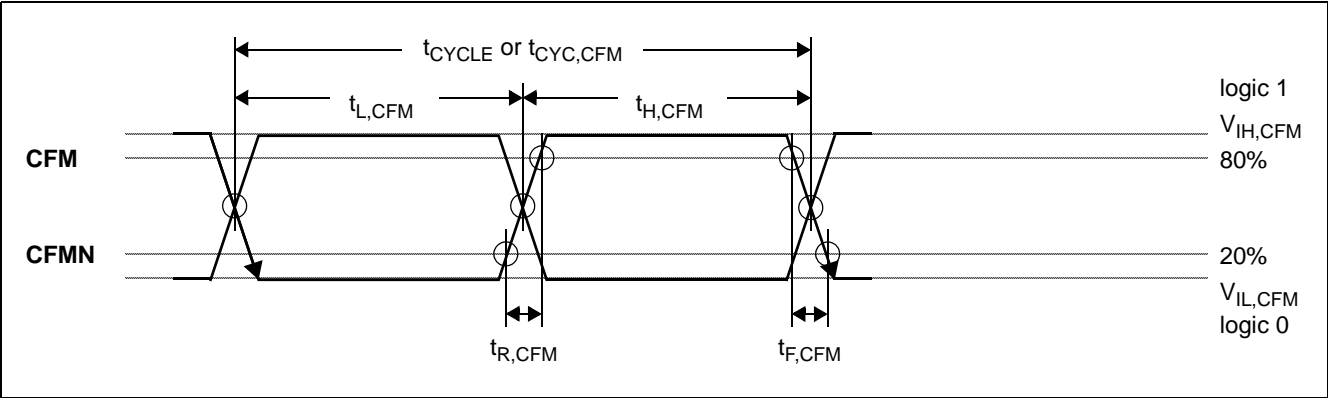 tCYCLE or tCYC,CFM
tL,CFM
tH,CFM
logic 1
VIH,CFM
CFM
80%
CFMN
20%
VIL,CFM
logic 0
tR,CFM
tF,CFM